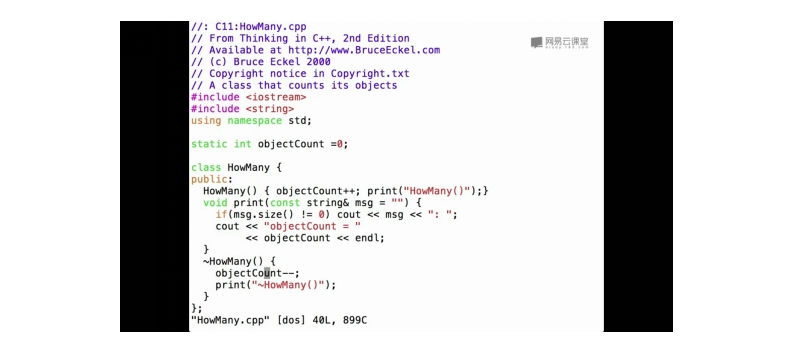 //: C11:HowMany.cpp
// From Thinking in C++, 2nd Edition
// Available at http://www.BruceEckel.com
// (c) Bruce Eckel 2000
// Copyright notice in Copyright.txt
// A class that counts its objects
#include <iostream>
#include <string>
using namespace std;
static int objectCount =0;
class HowMany {
public:
  HowMany() { objectCount++; print("HowMany()");}
  void print(const string& msg = "") {
    if(msg.size() != 0) cout << msg << ": ";
    cout << "objectCount = "
         << objectCount << endl;
  }
  ~HowMany() {
    objectCount--;
    print("~HowMany()");
  }
};
"HowMany.cpp" [dos] 40L, 899C
网易云课堂